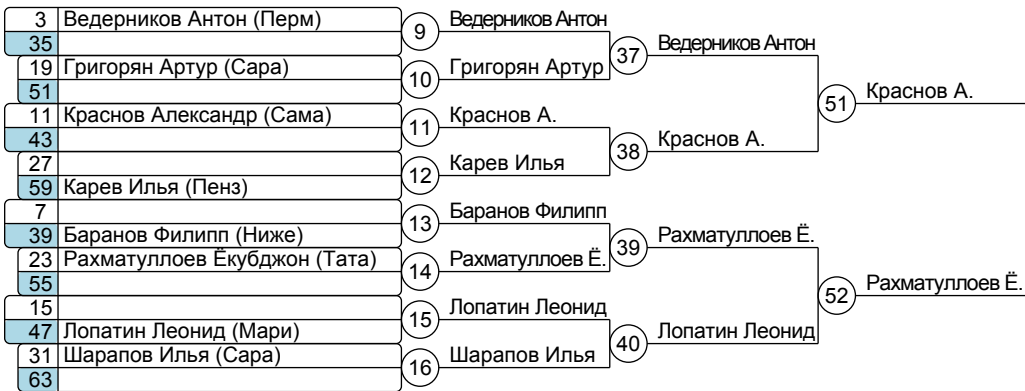 3 Ведерников Антон (Перм)
35
19 Григорян Артур (Сара)
51
11 Краснов Александр (Сама)
43
27
59 Карев Илья (Пенз)
7
39 Баранов Филипп (Ниже)
23 Рахматуллоев Ёкубджон (Тата)
55
15
47 Лопатин Леонид (Мари)
31 Шарапов Илья (Сара)
63
9 Ведерников Антон
10 Григорян Артур
11 Краснов А.
12 Карев Илья
13 Баранов Филипп
14 Рахматуллоев Ё.
15 Лопатин Леонид
16 Шарапов Илья
37 Ведерников Антон
38 Краснов А.
39 Рахматуллоев Ё.
40 Лопатин Леонид
51 Краснов А.
52 Рахматуллоев Ё.